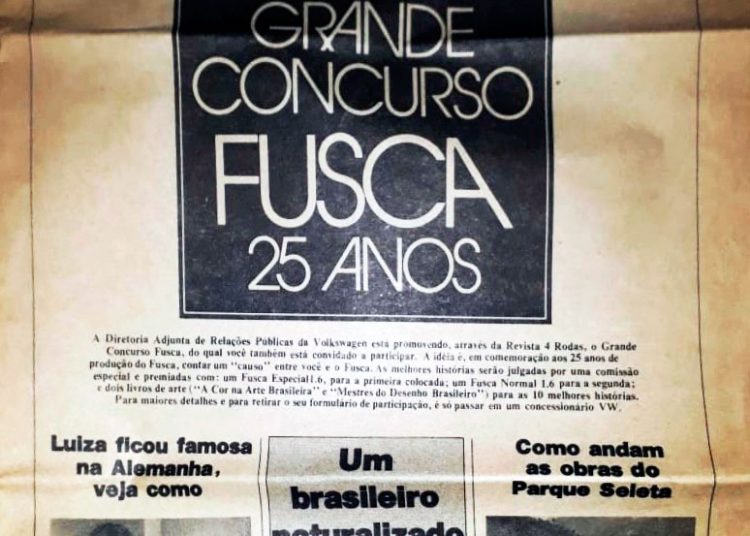 GRANDE
CONCURSO
FUSCA
25 ANOS
A Diretoria Adjunta de Relações Públicas da Volkswagen está promovendo, através da Revista 4 Rodas, o Grande
Concurso Fusca, do qual você também está convidado a participar. A idéia é, em comemoração aos 25 anos de
produção do Fusca, contar um "causo" entre você e o Fusca. As melhores histórias serão julgadas por uma comissão
especial e premiadas com: um Fusca Especial 1.6, para a primeira colocada; um Fusca Normal 1.6 para a segunda;
e dois livros de arte ("A Cor na Arte Brasileira" e "Mestres do Desenho Brasileiro") para as 10 melhores histórias.
Para maiores detalhes e para retirar o seu formulário de participação, é só passar em um concessionário VW.
Luiza ficou famosa
na Alemanha,
veja como
Um
brasileiro
naturalizado
Como andam
as obras do
Parque Seleta